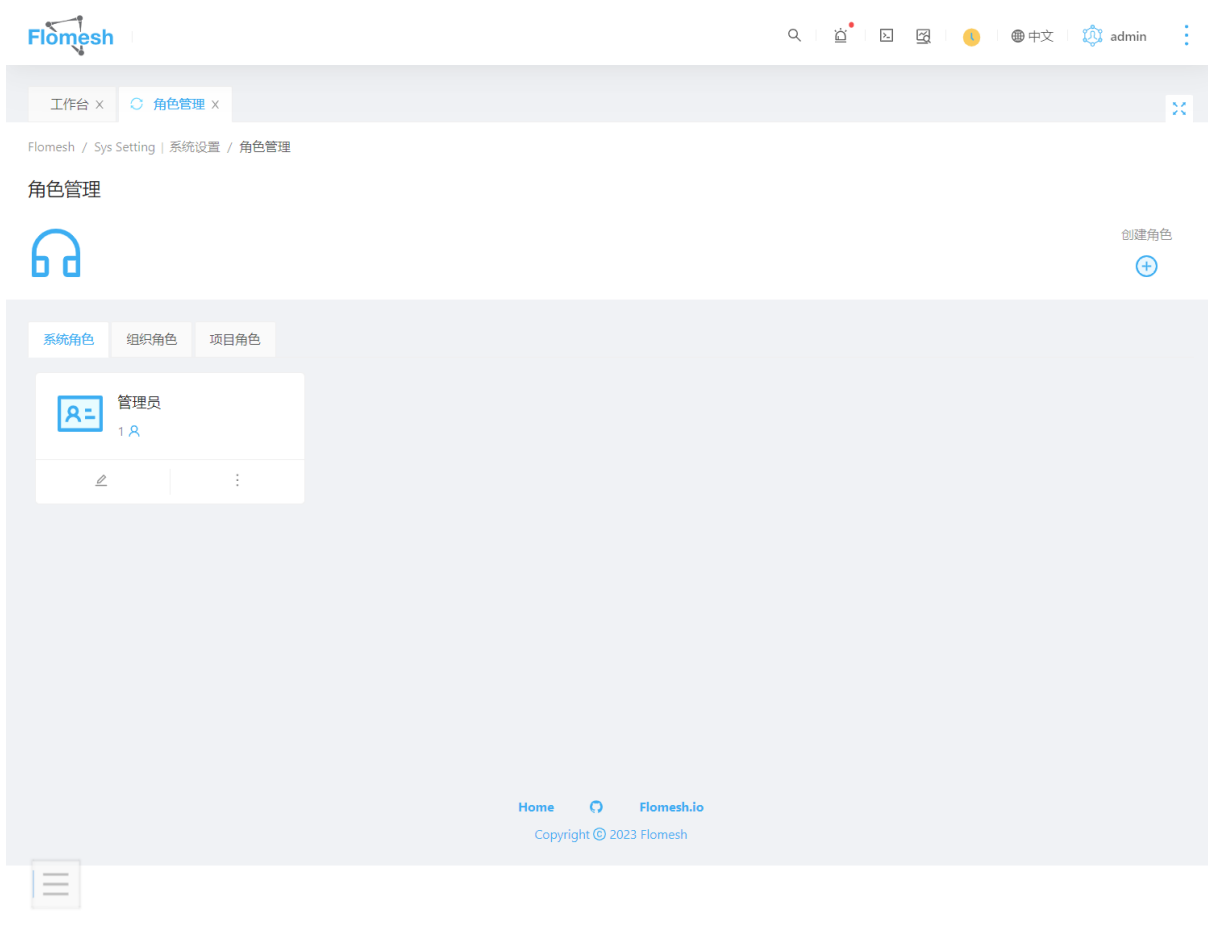 Flomesh
中文
admin
工作台
角色管理
Flomesh / Sys Setting | 系统设置 / 角色管理
角色管理
创建角色
系统角色
组织角色
项目角色
管理员
1
Home
Flomesh.io
Copyright © 2023 Flomesh